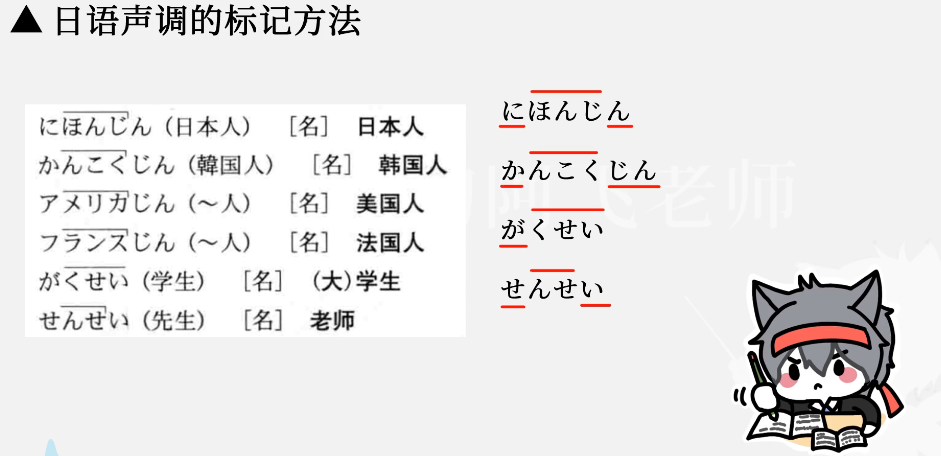 ▲日语声调的标记方法
にほんじん（日本人）　［名］　日本人
かんこくじん（韓国人）　［名］　韩国人
アメリカじん（～人）　［名］　美国人
フランスじん（～人）　［名］　法国人
がくせい（学生）　［名］　(大)学生
せんせい（先生）　［名］　老师
にほんじん
かんこくじん
がくせい
せんせい
老师